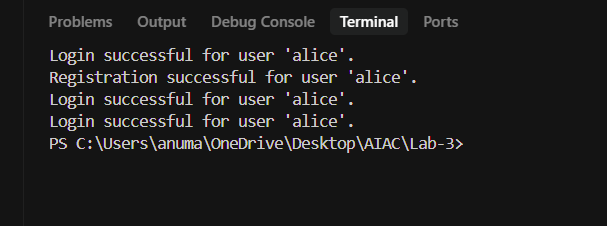 Problems Output Debug Console Terminal Ports
Login successful for user 'alice'.
Registration successful for user 'alice'.
Login successful for user 'alice'.
Login successful for user 'alice'.
PS C:\Users\anuma\OneDrive\Desktop\AIAC\Lab-3>